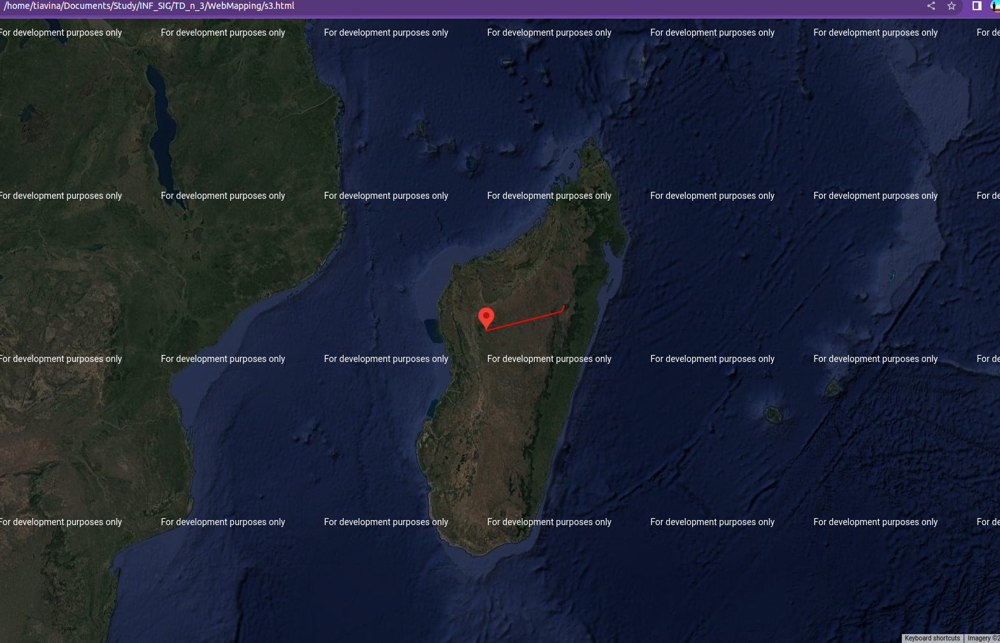 /home/tiavina/Documents/Study/INF_SIG/TD_n_3/WebMapping/s3.html
For development purposes only For development purposes only For development purposes only For development purposes only For development purposes only For development purposes only For de
For development purposes only For development purposes only For development purposes only For development purposes only For development purposes only For development purposes only For de
For development purposes only For development purposes only For development purposes only For development purposes only For development purposes only For development purposes only For de
For development purposes only For development purposes only For development purposes only For development purposes only For development purposes only For development purposes only For de
Keyboard shortcuts Imagery ©2